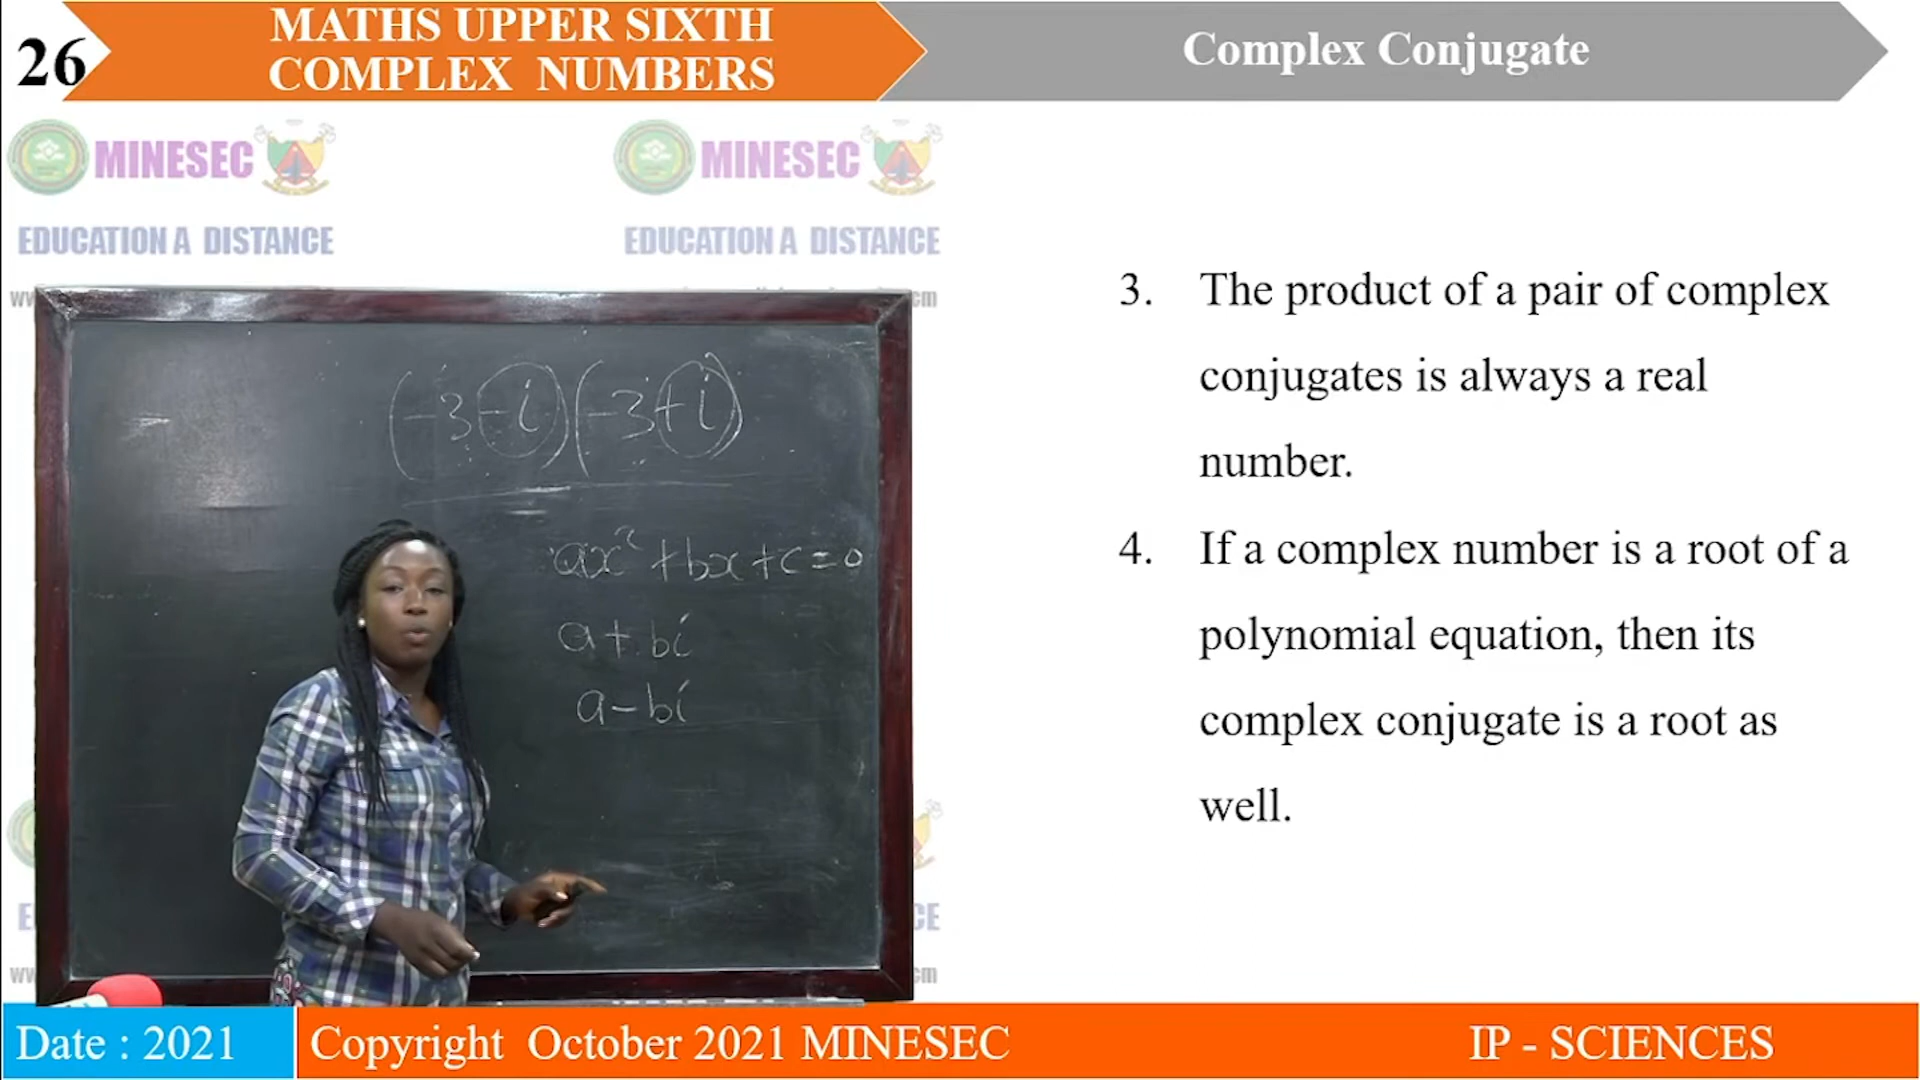 26
MATHS UPPER SIXTH
COMPLEX NUMBERS
Complex Conjugate
MINESEC
MINESEC
EDUCATION A DISTANCE
EDUCATION A DISTANCE
(-3-i)(-3+i)
ax²+bx+c=0
a+bi
a-bi
3. The product of a pair of complex
conjugates is always a real
number.
4. If a complex number is a root of a
polynomial equation, then its
complex conjugate is a root as
well.
Date : 2021
Copyright October 2021 MINESEC
IP - SCIENCES